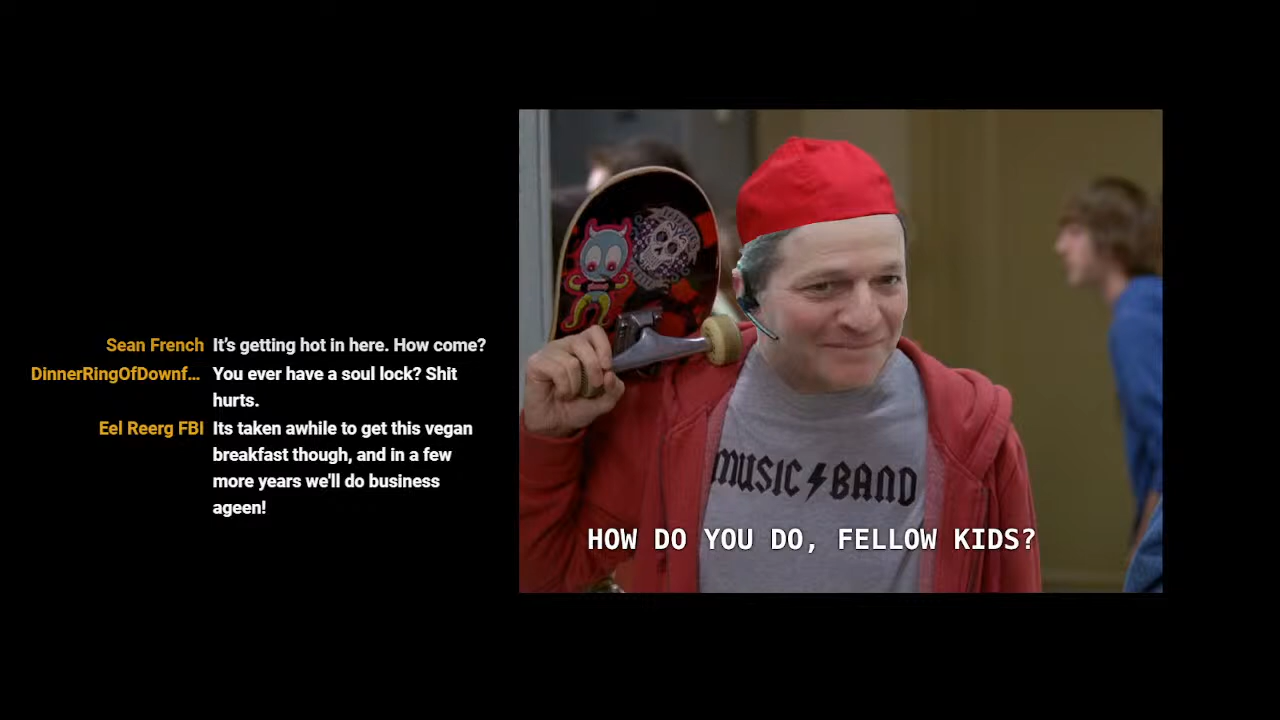 Sean French It's getting hot in here. How come?
DinnerRingOfDownf... You ever have a soul lock? Shit
hurts.
Eel Reerg FBI Its taken awhile to get this vegan
breakfast though, and in a few
more years we'll do business
ageen!
MUSIC⚡BAND
HOW DO YOU DO, FELLOW KIDS?